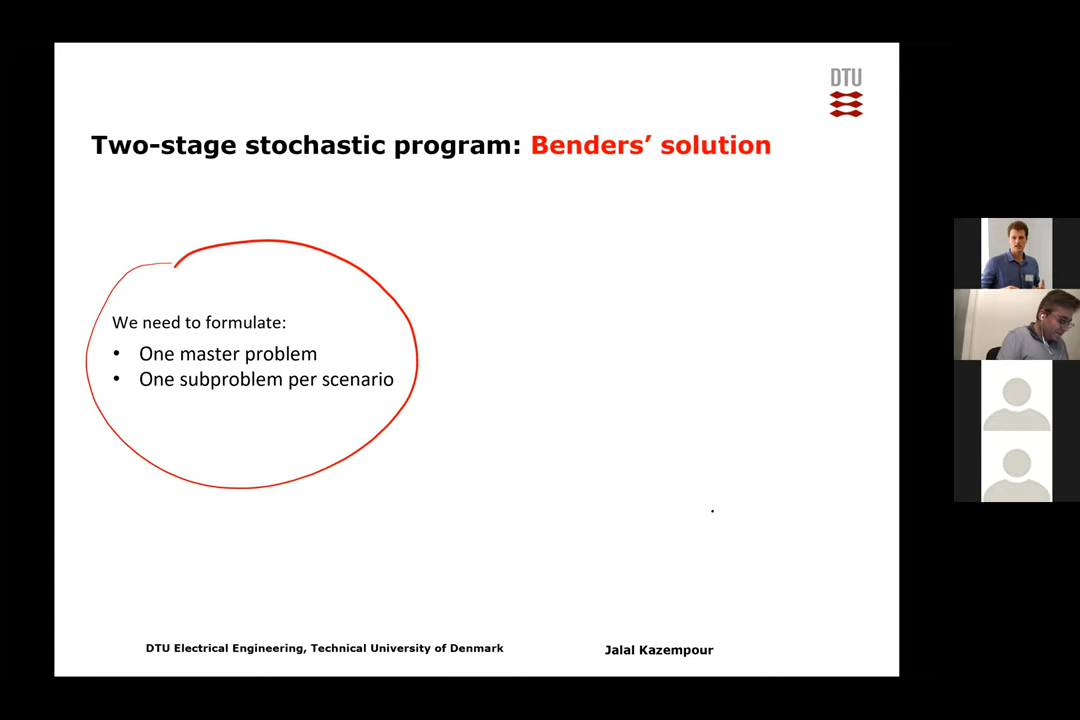 DTU
Two-stage stochastic program: Benders’ solution
We need to formulate:
• One master problem
• One subproblem per scenario
DTU Electrical Engineering, Technical University of Denmark
Jalal Kazempour